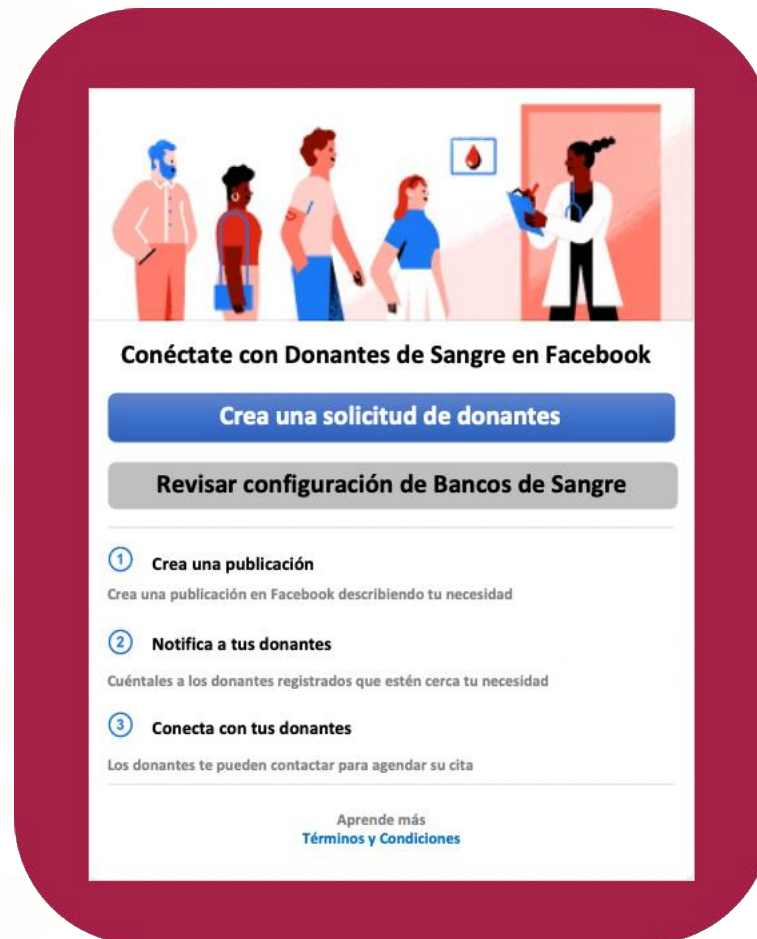 Conéctate con Donantes de Sangre en Facebook
Crea una solicitud de donantes
Revisar configuración de Bancos de Sangre
1 Crea una publicación
Crea una publicación en Facebook describiendo tu necesidad
2 Notifica a tus donantes
Cuéntales a los donantes registrados que estén cerca tu necesidad
3 Conecta con tus donantes
Los donantes te pueden contactar para agendar su cita
Aprende más
Términos y Condiciones